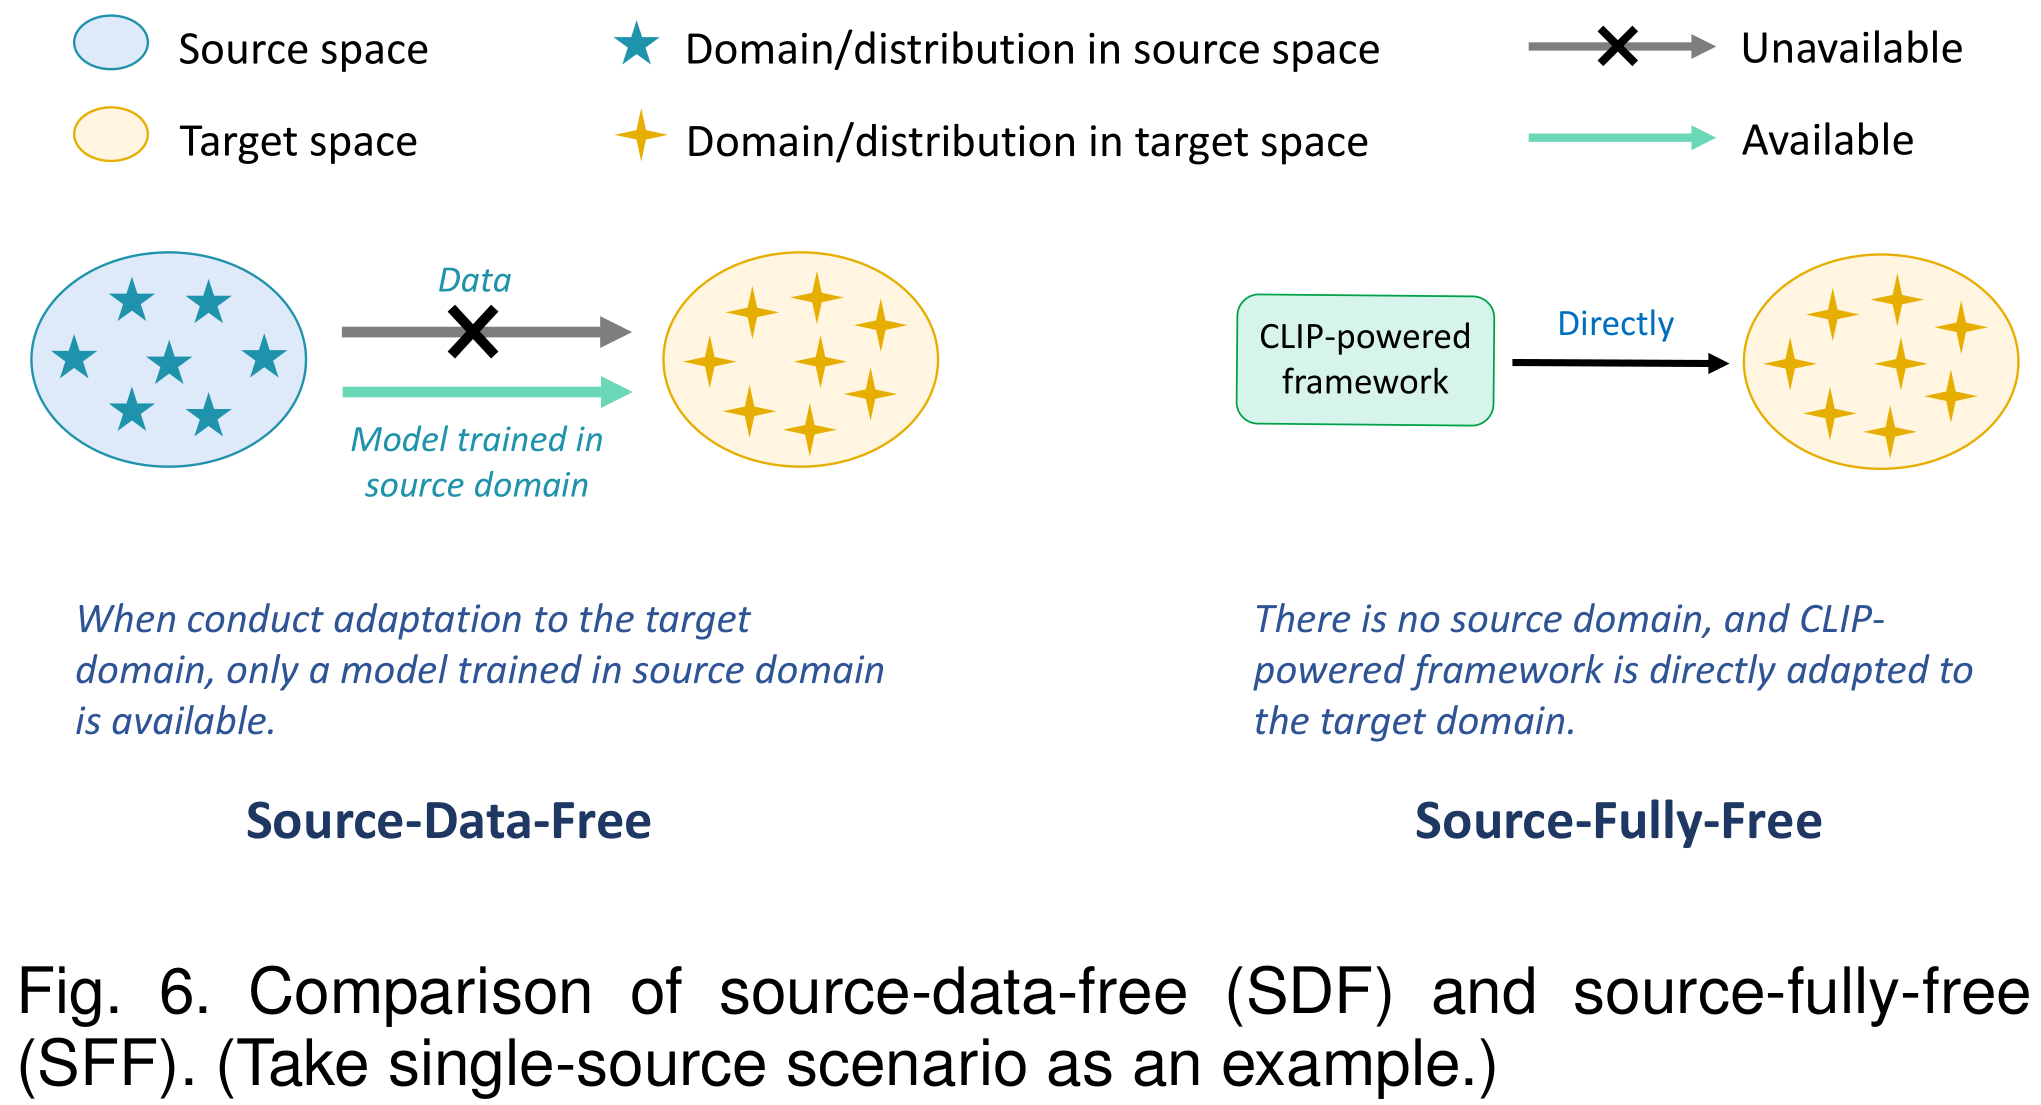 Source space
Domain/distribution in source space
Unavailable
Target space
Domain/distribution in target space
Available
Data
Model trained in
source domain
CLIP-powered
framework
Directly
When conduct adaptation to the target
domain, only a model trained in source domain
is available.
There is no source domain, and CLIP-
powered framework is directly adapted to
the target domain.
Source-Data-Free
Source-Fully-Free
Fig. 6. Comparison of source-data-free (SDF) and source-fully-free
(SFF). (Take single-source scenario as an example.)